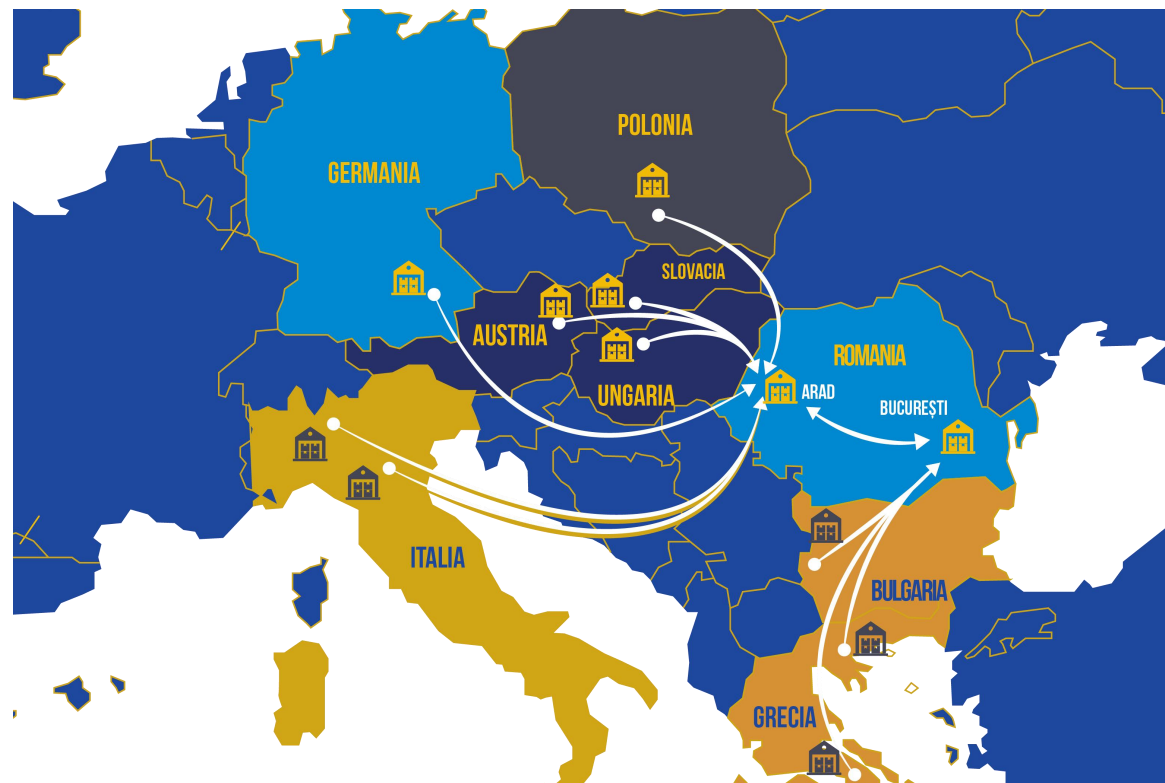 POLONIA
GERMANIA
SLOVACIA
AUSTRIA
ROMANIA
UNGARIA
ARAD
BUCUREȘTI
ITALIA
BULGARIA
GRECIA